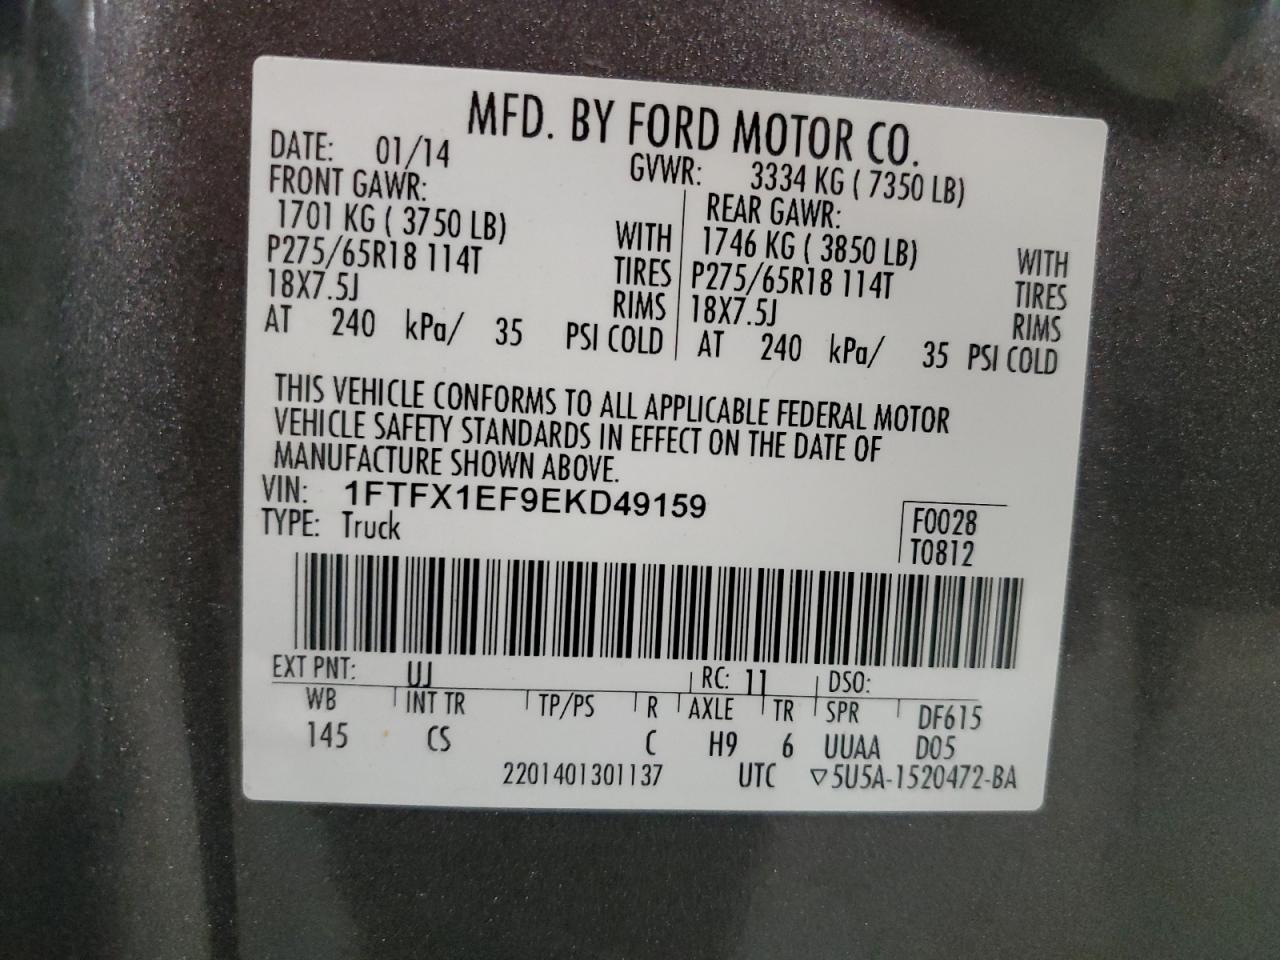 MFD. BY FORD MOTOR CO.
DATE: 01/14 GVWR: 3334 KG ( 7350 LB)
FRONT GAWR: REAR GAWR:
1701 KG ( 3750 LB) WITH 1746 KG ( 3850 LB) WITH
P275/65R18 114T TIRES P275/65R18 114T TIRES
18X7.5J RIMS 18X7.5J RIMS
AT 240 kPa/ 35 PSI COLD AT 240 kPa/ 35 PSI COLD
THIS VEHICLE CONFORMS TO ALL APPLICABLE FEDERAL MOTOR
VEHICLE SAFETY STANDARDS IN EFFECT ON THE DATE OF
MANUFACTURE SHOWN ABOVE.
VIN: 1FTFX1EF9EKD49159
TYPE: Truck
F0028
T0812
EXT PNT: UJ RC: 11 DSO:
WB INT TR TP/PS R AXLE TR SPR DF615
145 CS C H9 6 UUAA D05
2201401301137 UTC ▽5U5A-1520472-BA